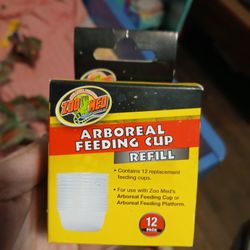 ZOO MED
ARBOREAL
FEEDING CUP
REFILL
• Contains 12 replacement
feeding cups.
• For use with Zoo Med's
Arboreal Feeding Cup or
Arboreal Feeding Platform.
12
PACK